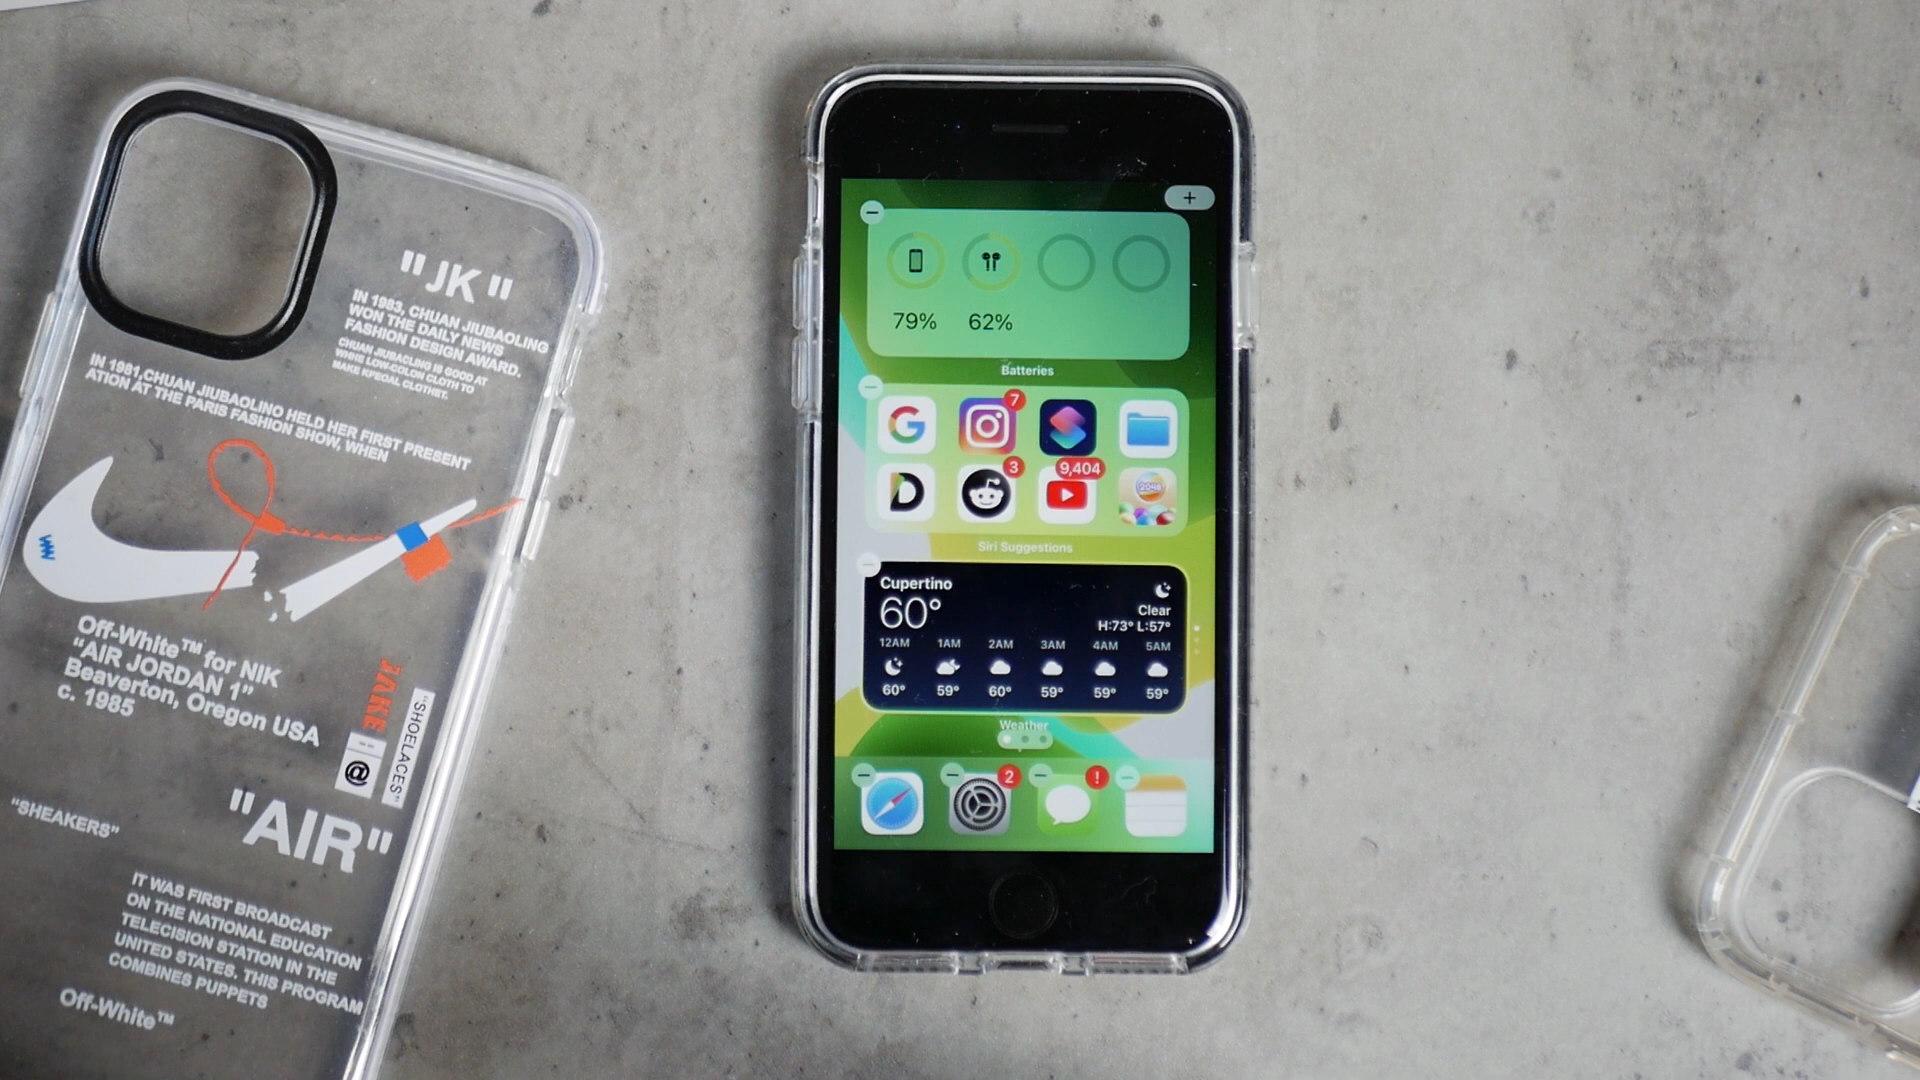 "JK"
IN 1983, CHUAN JIUBAOLING
WON THE DAILY NEWS
FASHION DESIGN AWARD.
CHUAN JIUBACLING IS GOOD AT
WHHE LOW-COLON CLOTH TO
MAKE KPEOAL CLOTHET.
IN 1981,CHUAN JIUBAOLINO HELD HER FIRST PRESENT
ATION AT THE PARIS FASHION SHOW, WHEN
Off-White™ for NIK
“AIR JORDAN 1”
Beaverton, Oregon USA
c. 1985
JAKE
@
"SHOELACES"
"AIR"
"SHEAKERS"
IT WAS FIRST BROADCAST
ON THE NATIONAL EDUCATION
TELECISION STATION IN THE
UNITED STATES. THIS PROGRAM
COMBINES PUPPETS
Off-White™
+
79% 62%
Batteries
G 7
D 3 9,404 2048
Siri Suggestions
Cupertino
60°
Clear
H:73° L:57°
12AM 1AM 2AM 3AM 4AM 5AM
60° 59° 60° 59° 59° 59°
Weather
2 !